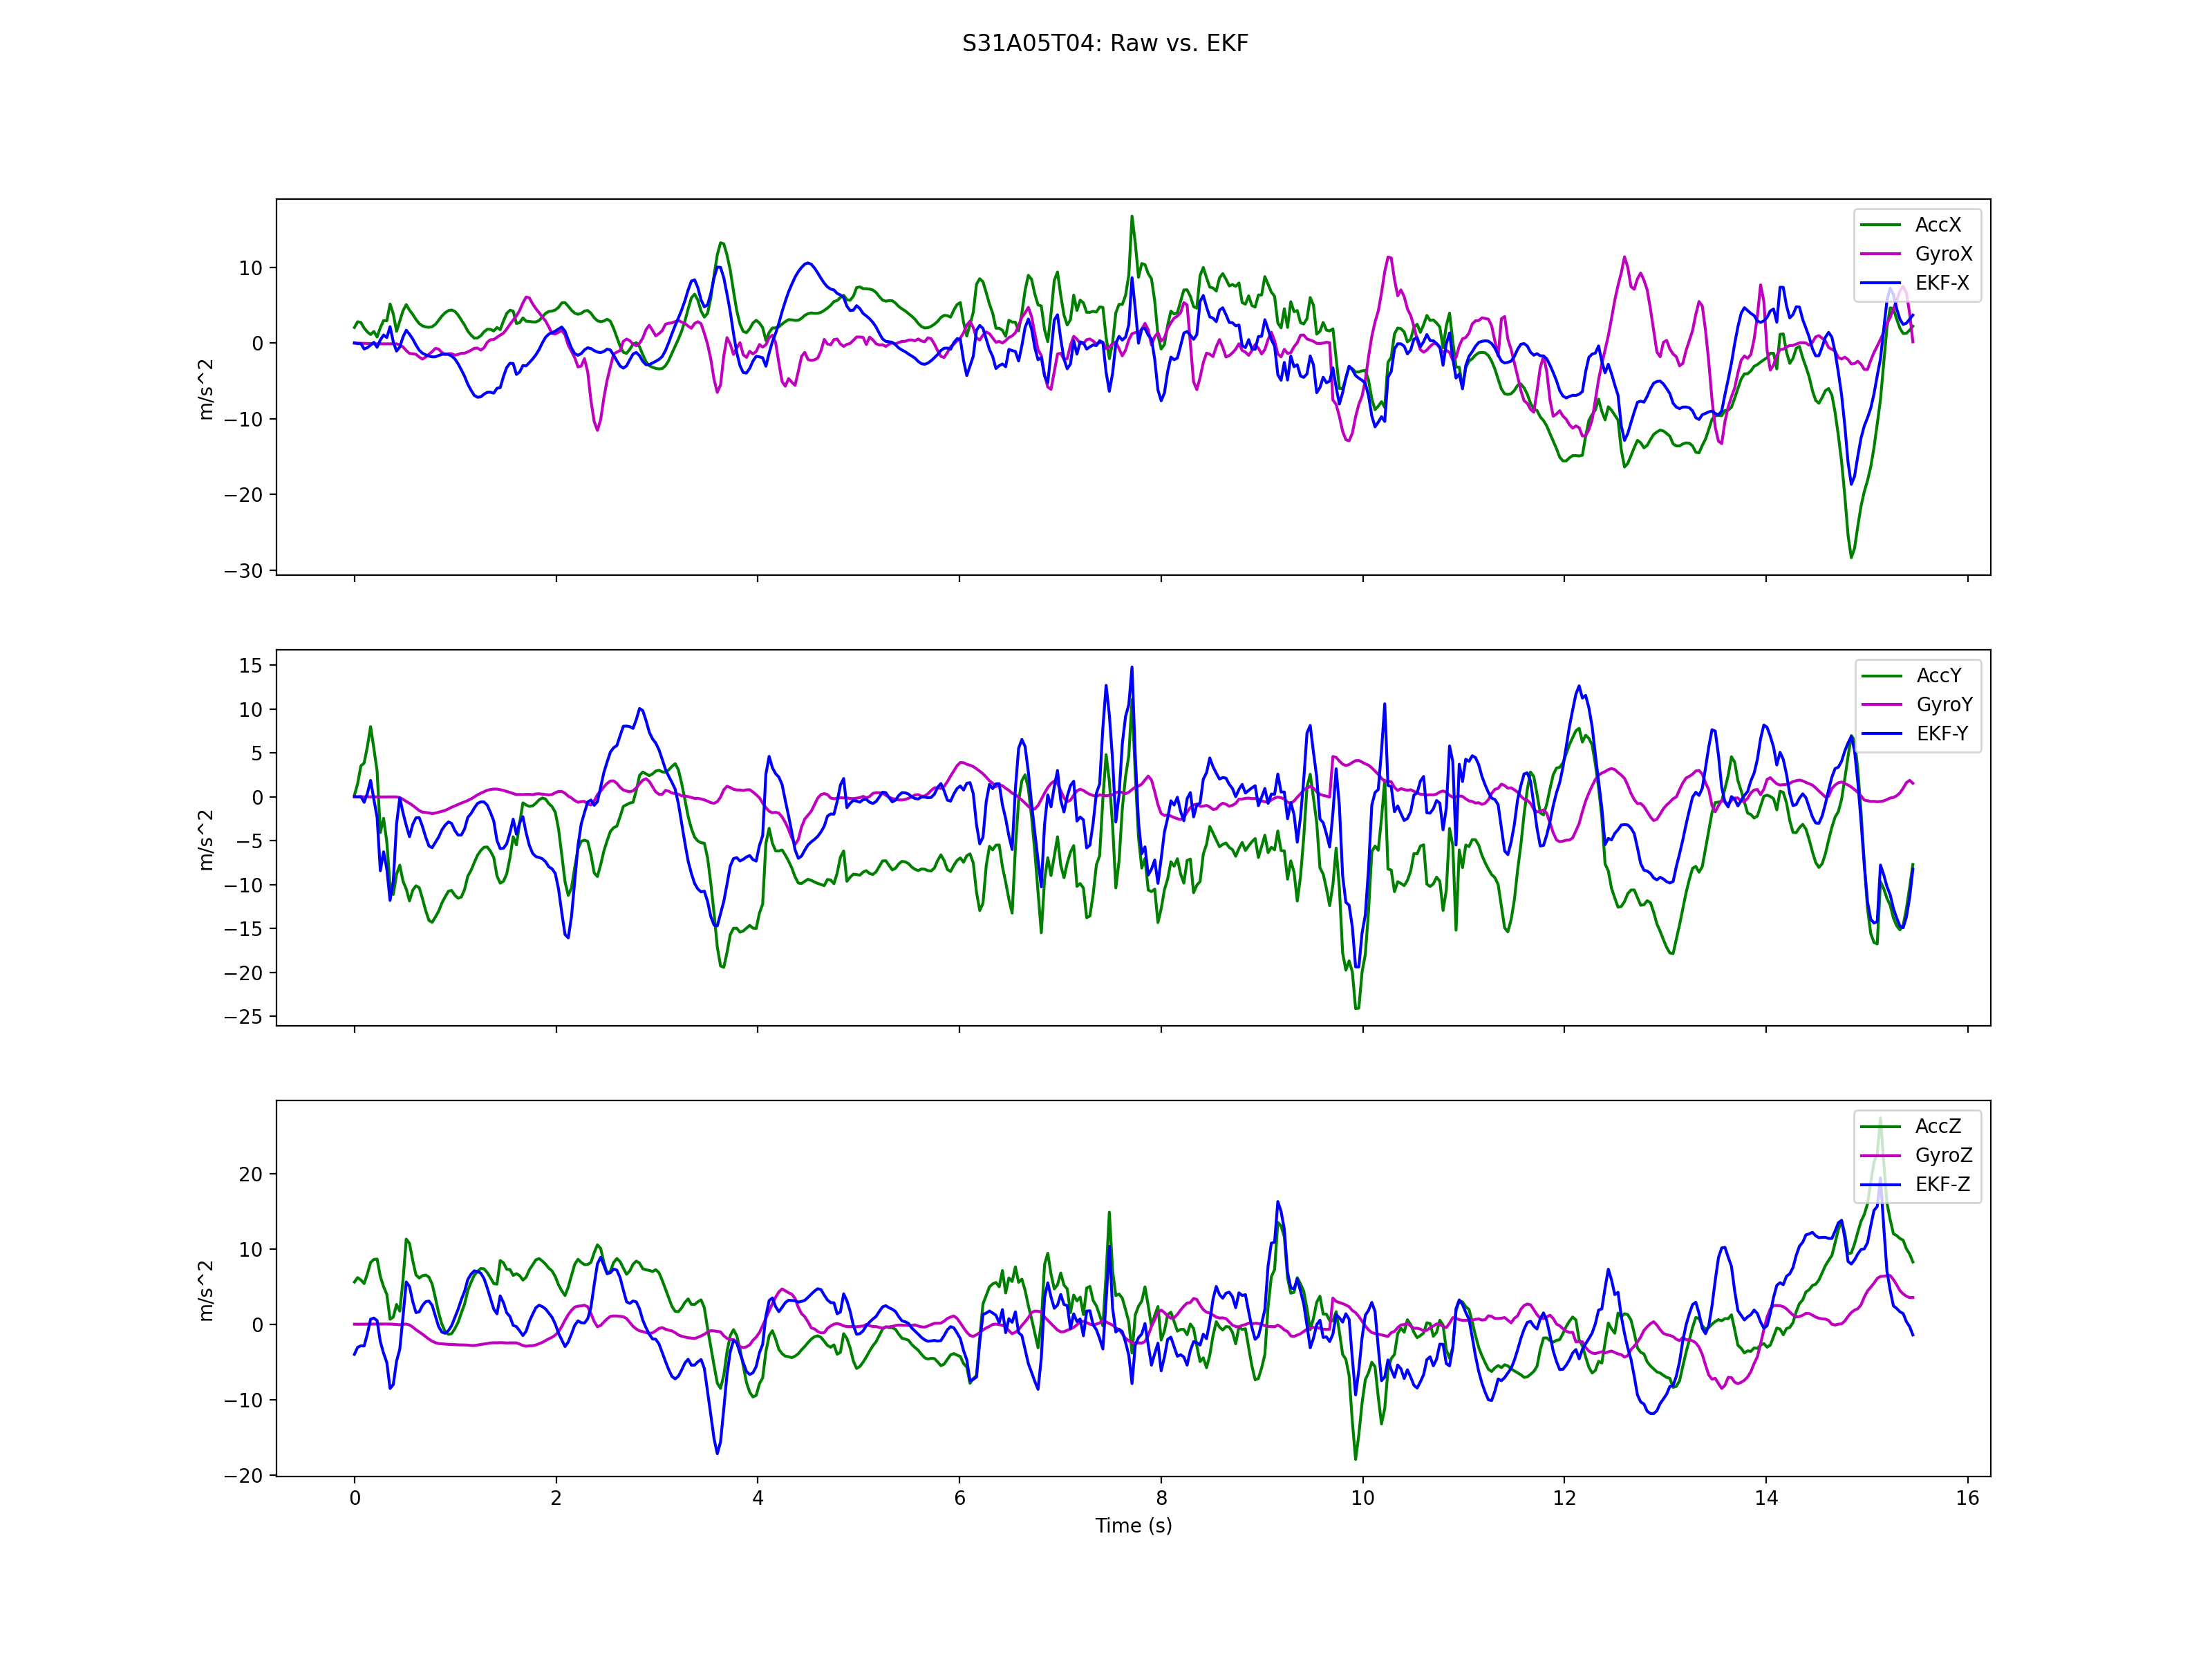 S31A05T04: Raw vs. EKF
AccX
GyroX
EKF-X
10
0
−10
−20
−30
m/s^2
AccY
GyroY
EKF-Y
15
10
5
0
−5
−10
−15
−20
−25
m/s^2
AccZ
GyroZ
EKF-Z
20
10
0
−10
−20
m/s^2
0 2 4 6 8 10 12 14 16
Time (s)